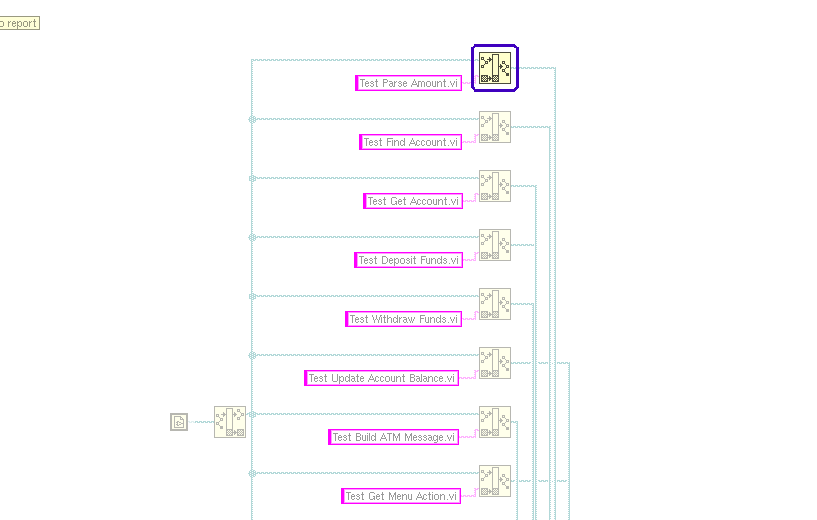 o report
Test Parse Amount.vi
Test Find Account.vi
Test Get Account.vi
Test Deposit Funds.vi
Test Withdraw Funds.vi
Test Update Account Balance.vi
Test Build ATM Message.vi
Test Get Menu Action.vi